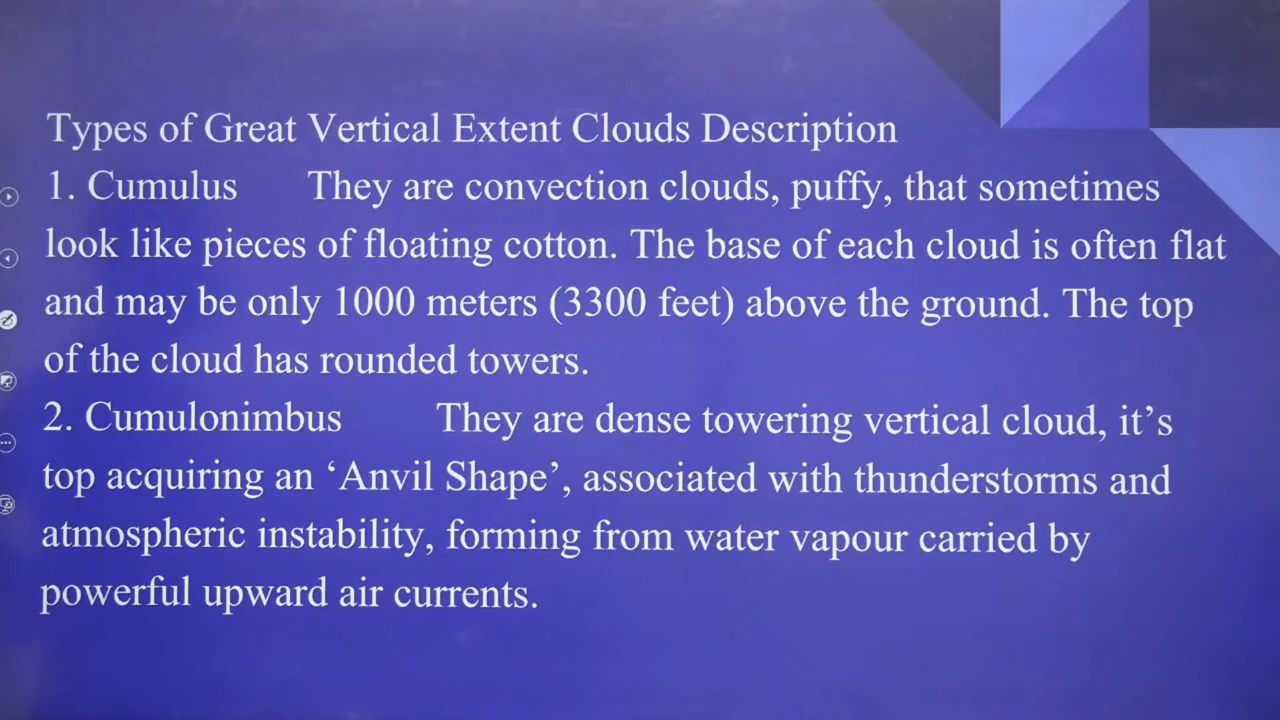 Types of Great Vertical Extent Clouds Description
1. Cumulus They are convection clouds, puffy, that sometimes
look like pieces of floating cotton. The base of each cloud is often flat
and may be only 1000 meters (3300 feet) above the ground. The top
of the cloud has rounded towers.
2. Cumulonimbus They are dense towering vertical cloud, it’s
top acquiring an ‘Anvil Shape’, associated with thunderstorms and
atmospheric instability, forming from water vapour carried by
powerful upward air currents.